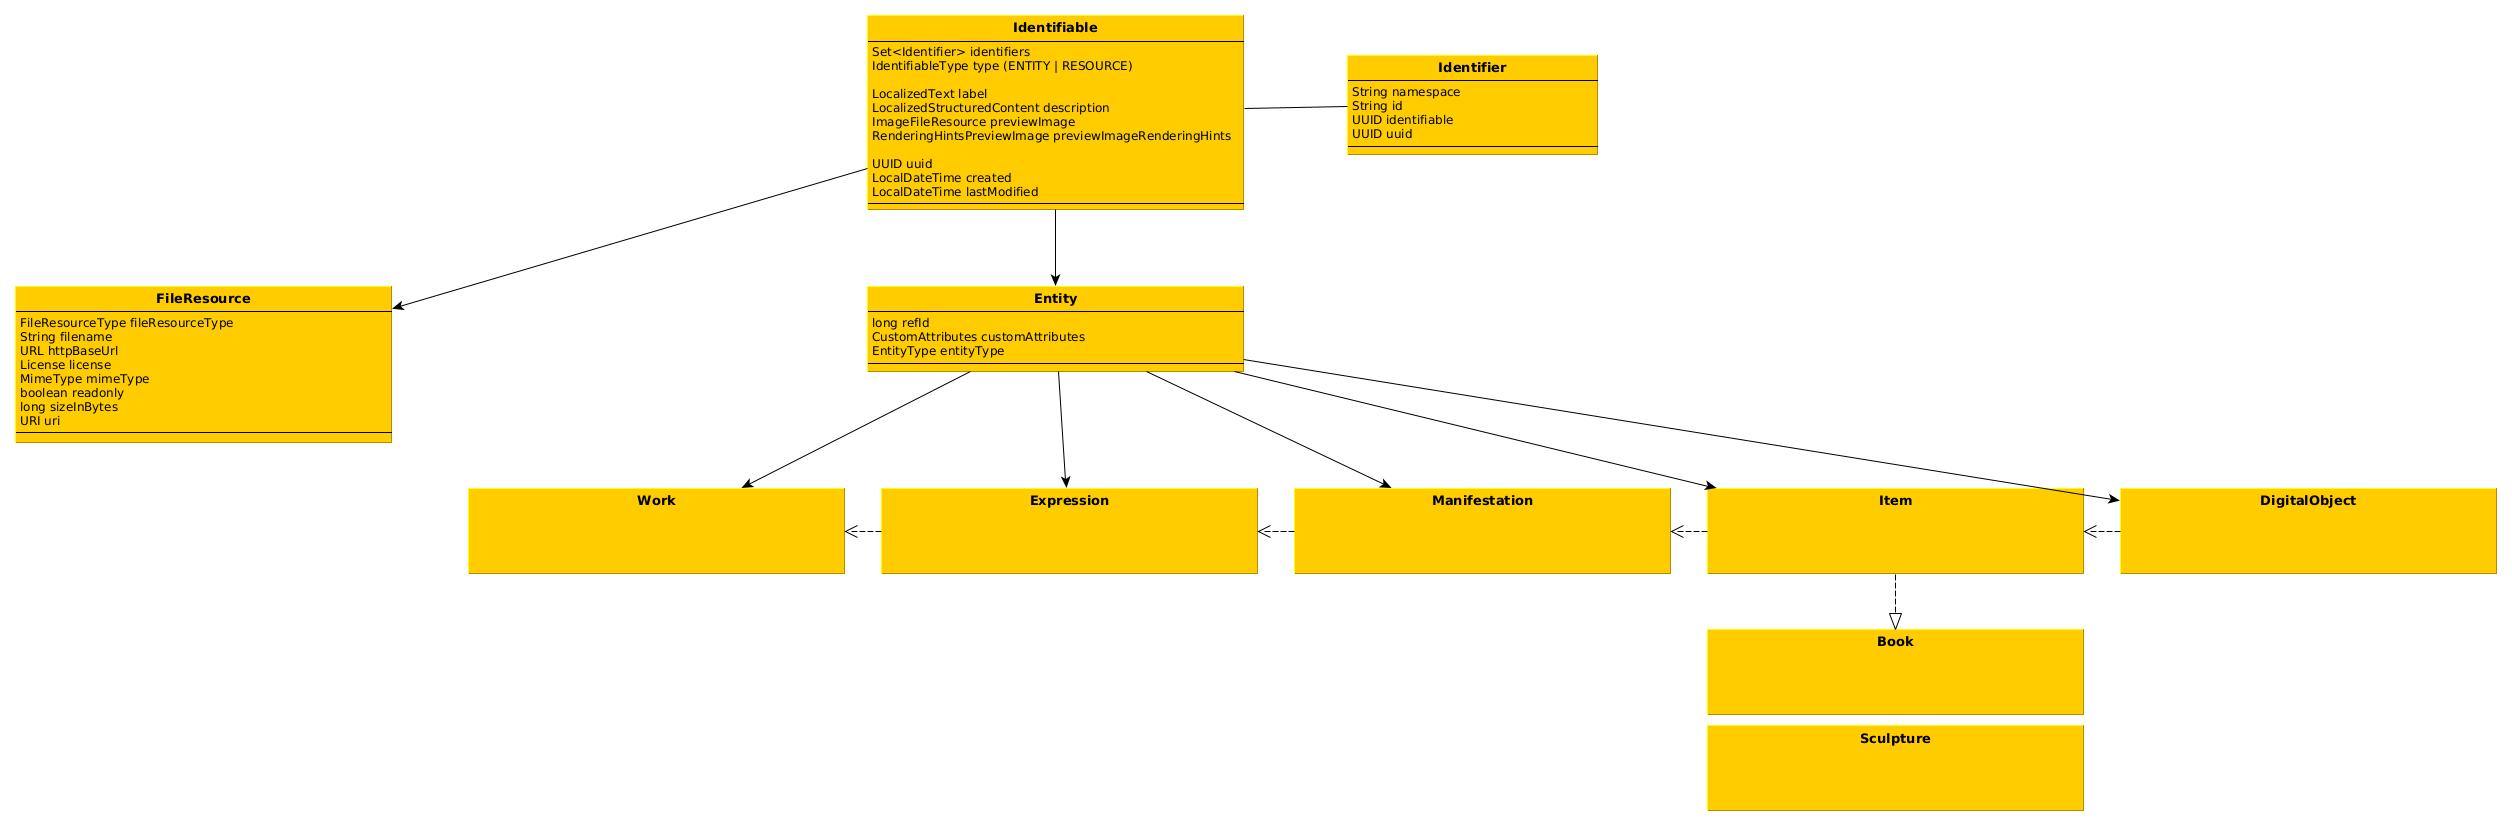 Identifiable
Set<Identifier> identifiers
IdentifiableType type (ENTITY | RESOURCE)
LocalizedText label
LocalizedStructuredContent description
ImageFileResource previewImage
RenderingHintsPreviewImage previewImageRenderingHints
UUID uuid
LocalDateTime created
LocalDateTime lastModified
Identifier
String namespace
String id
UUID identifiable
UUID uuid
FileResource
FileResourceType fileResourceType
String filename
URL httpBaseUrl
License license
MimeType mimeType
boolean readonly
long sizeInBytes
URI uri
Entity
long refId
CustomAttributes customAttributes
EntityType entityType
Work
Expression
Manifestation
Item
DigitalObject
Book
Sculpture